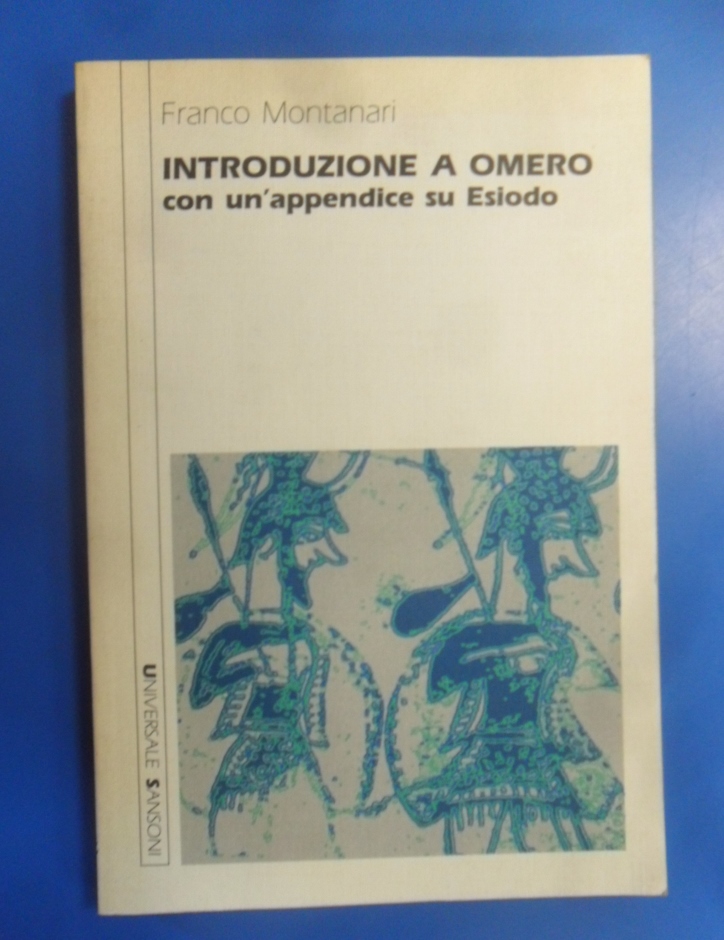 Franco Montanari
INTRODUZIONE A OMERO
con un'appendice su Esiodo
UNIVERSALE SANSONI